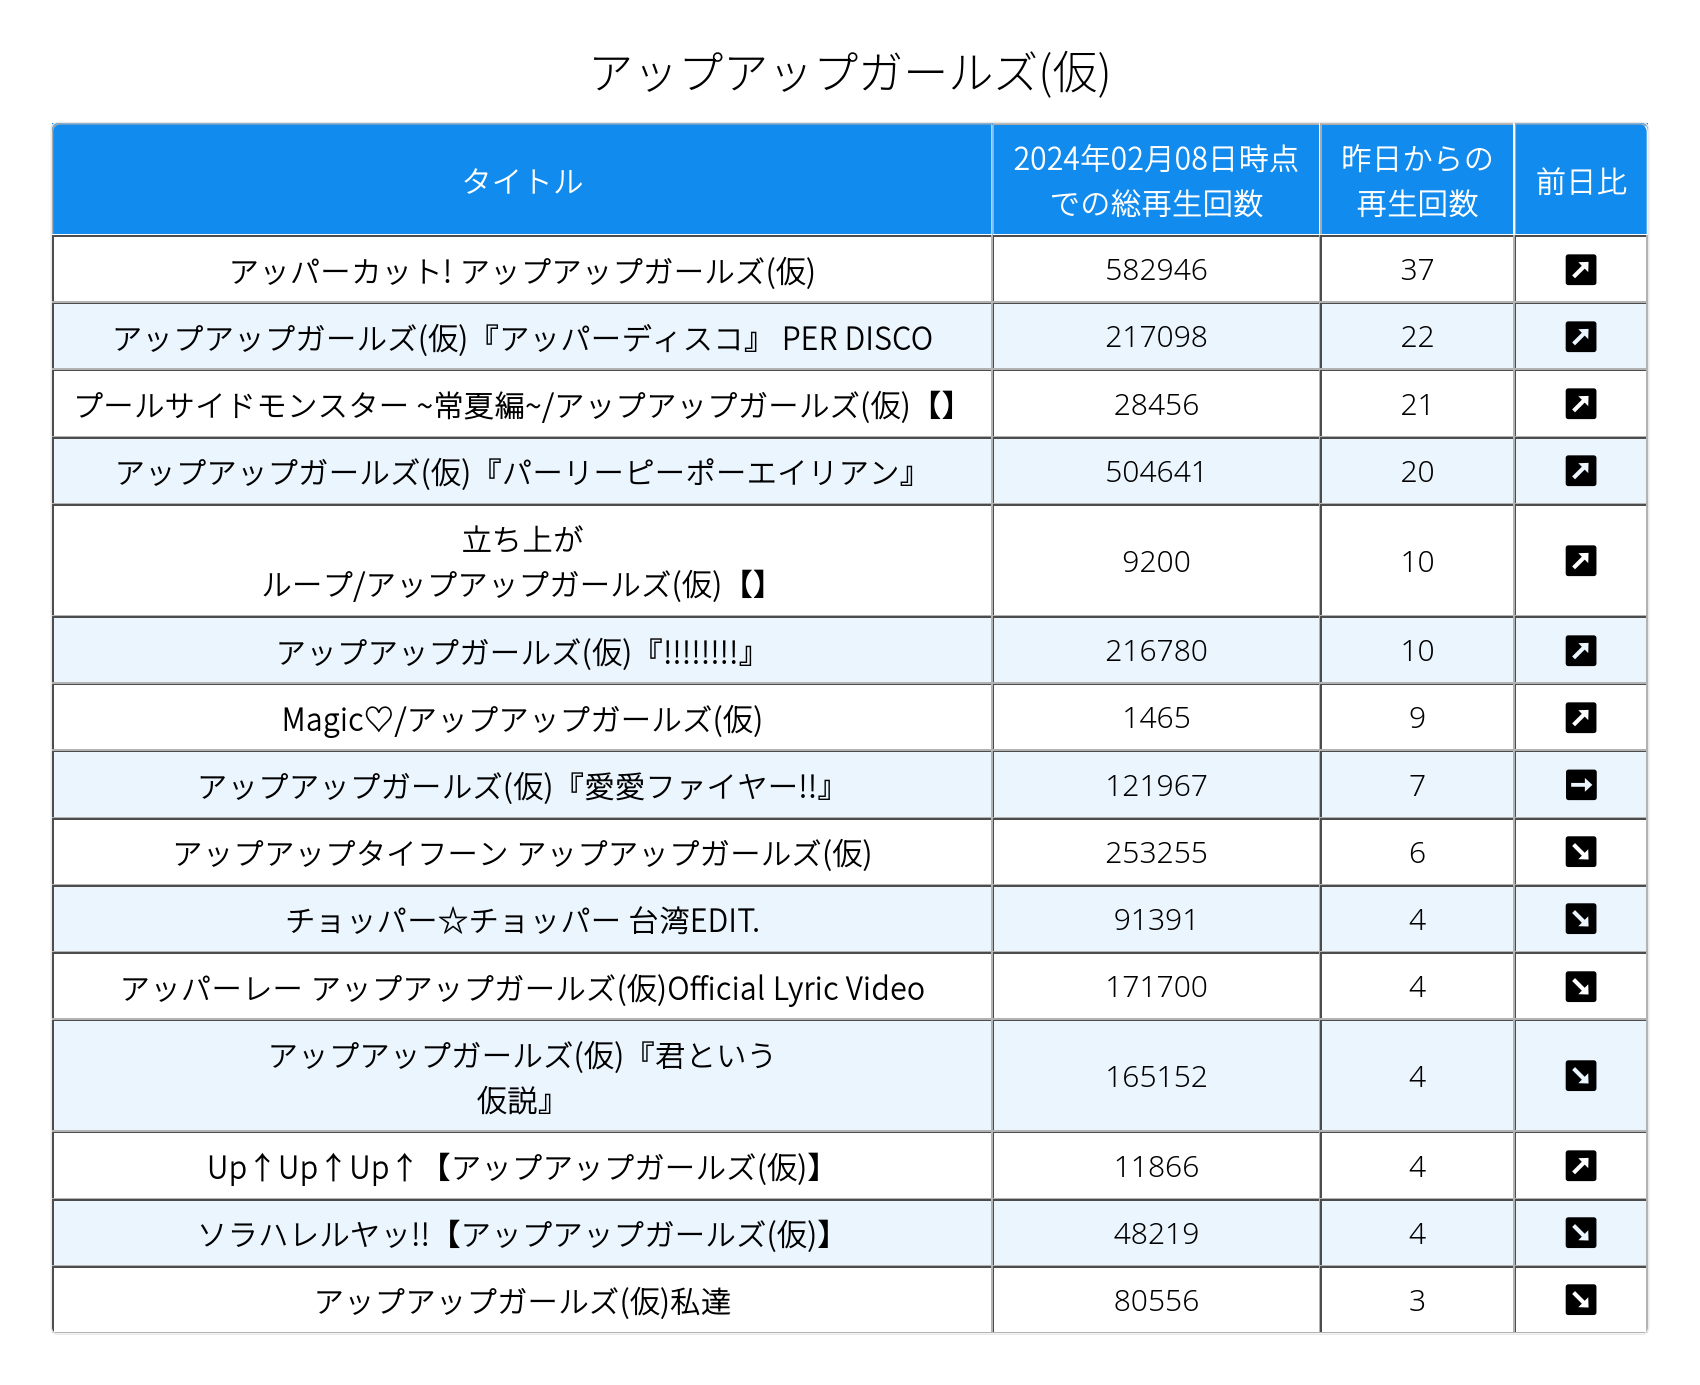 アップアップガールズ(仮)
タイトル
2024年02月08日時点
での総再生回数
昨日からの
再生回数
前日比
アッパーカット! アップアップガールズ(仮)
582946
37
アップアップガールズ(仮)『アッパーディスコ』 PER DISCO
217098
22
プールサイドモンスター ~常夏編~/アップアップガールズ(仮)【】
28456
21
アップアップガールズ(仮)『パーリーピーポーエイリアン』
504641
20
立ち上が
ループ/アップアップガールズ(仮)【】
9200
10
アップアップガールズ(仮)『!!!!!!!!』
216780
10
Magic♡/アップアップガールズ(仮)
1465
9
アップアップガールズ(仮)『愛愛ファイヤー!!』
121967
7
アップアップタイフーン アップアップガールズ(仮)
253255
6
チョッパー☆チョッパー 台湾EDIT.
91391
4
アッパーレー アップアップガールズ(仮)Official Lyric Video
171700
4
アップアップガールズ(仮)『君という
仮説』
165152
4
Up↑Up↑Up↑【アップアップガールズ(仮)】
11866
4
ソラハレルヤッ!!【アップアップガールズ(仮)】
48219
4
アップアップガールズ(仮)私達
80556
3